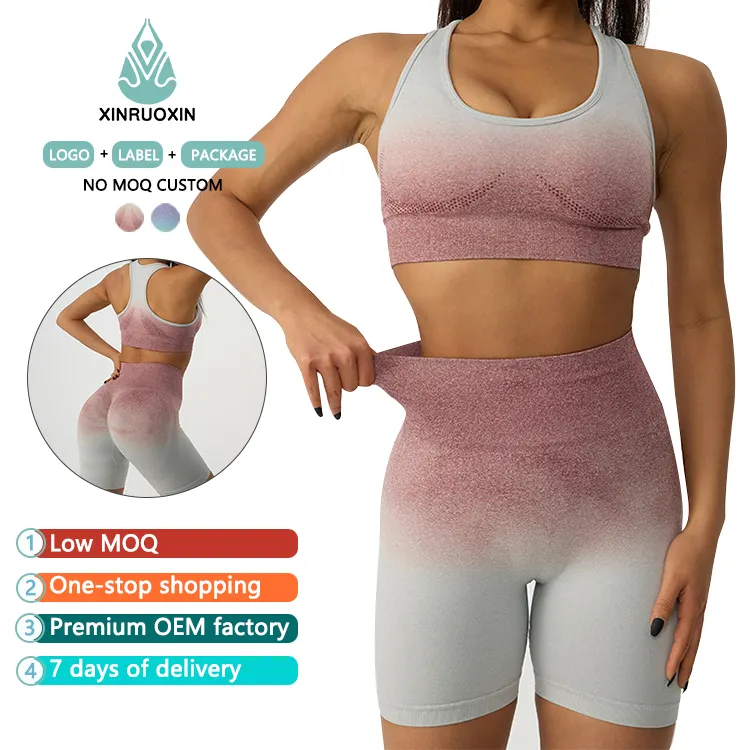 XINRUOXIN
LOGO + LABEL + PACKAGE
NO MOQ CUSTOM
1 Low MOQ
2 One-stop shopping
3 Premium OEM factory
4 7 days of delivery